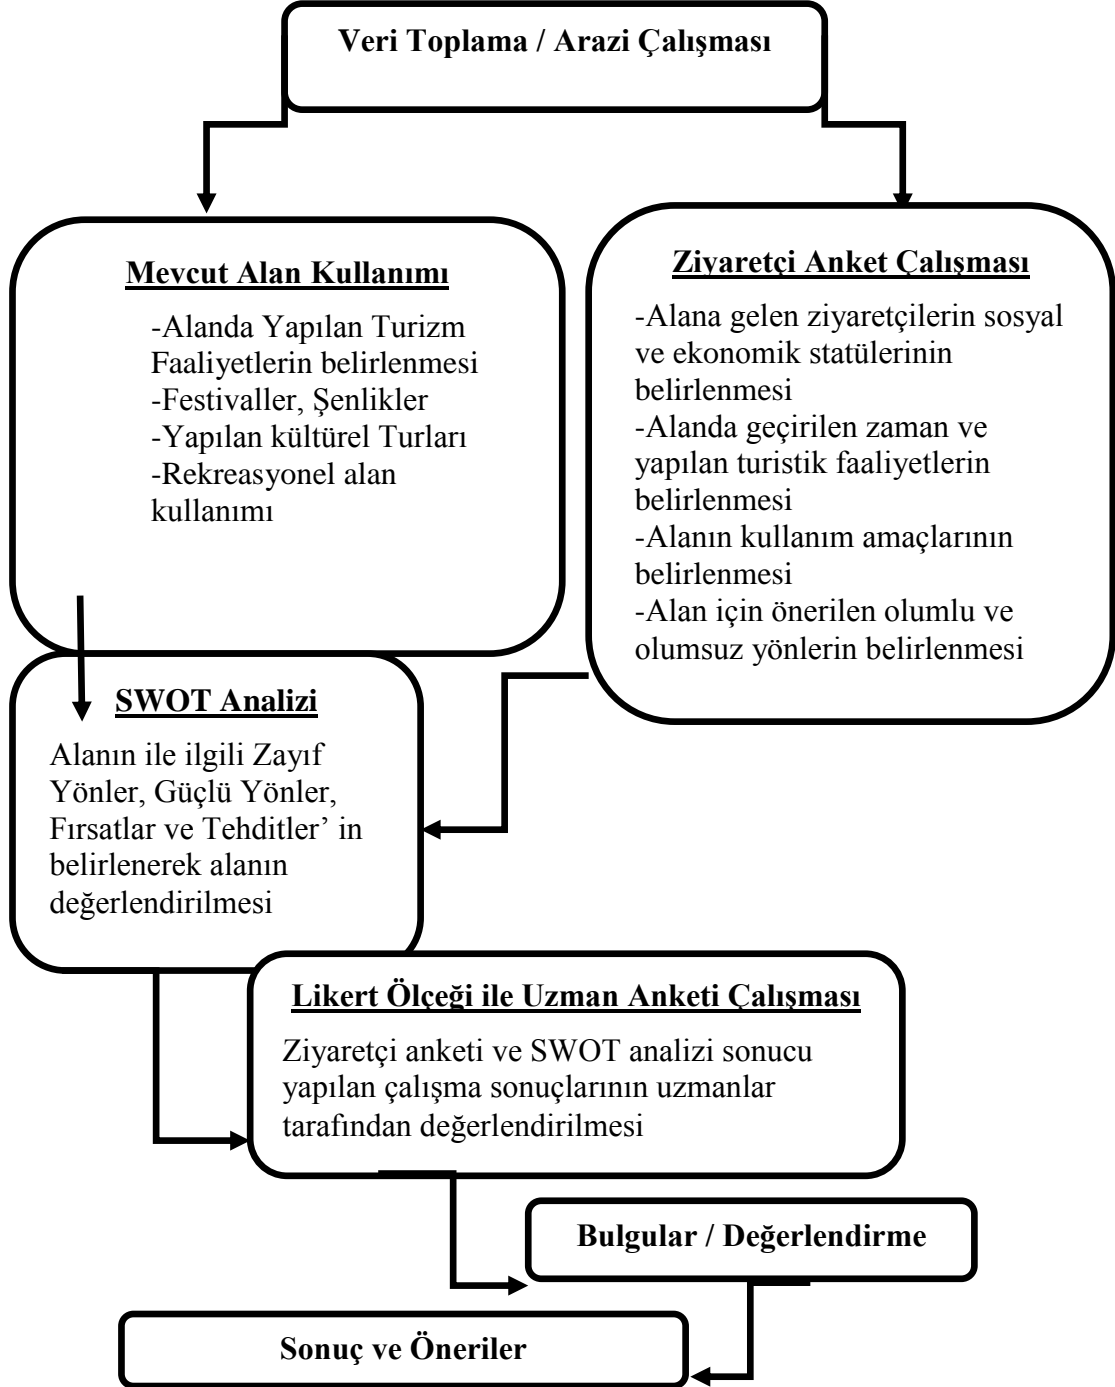 Veri Toplama / Arazi Çalışması
Mevcut Alan Kullanımı
-Alanda Yapılan Turizm
Faaliyetlerin belirlenmesi
-Festivaller, Şenlikler
-Yapılan kültürel Turları
-Rekreasyonel alan
kullanımı
Ziyaretçi Anket Çalışması
-Alana gelen ziyaretçilerin sosyal
ve ekonomik statülerinin
belirlenmesi
-Alanda geçirilen zaman ve
yapılan turistik faaliyetlerin
belirlenmesi
-Alanın kullanım amaçlarının
belirlenmesi
-Alan için önerilen olumlu ve
olumsuz yönlerin belirlenmesi
SWOT Analizi
Alanın ile ilgili Zayıf
Yönler, Güçlü Yönler,
Fırsatlar ve Tehditler’ in
belirlenerek alanın
değerlendirilmesi
Likert Ölçeği ile Uzman Anketi Çalışması
Ziyaretçi anketi ve SWOT analizi sonucu
yapılan çalışma sonuçlarının uzmanlar
tarafından değerlendirilmesi
Bulgular / Değerlendirme
Sonuç ve Öneriler